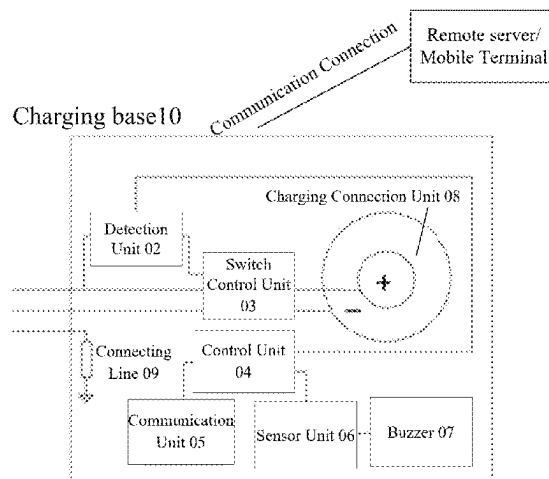 Remote server/
Mobile Terminal
Communication Connection
Charging base10
Charging Connection Unit 08
Detection
Unit 02
Switch
Control Unit
03
+
-
Connecting
Line 09
Control Unit
04
Communication
Unit 05
Sensor Unit 06
Buzzer 07